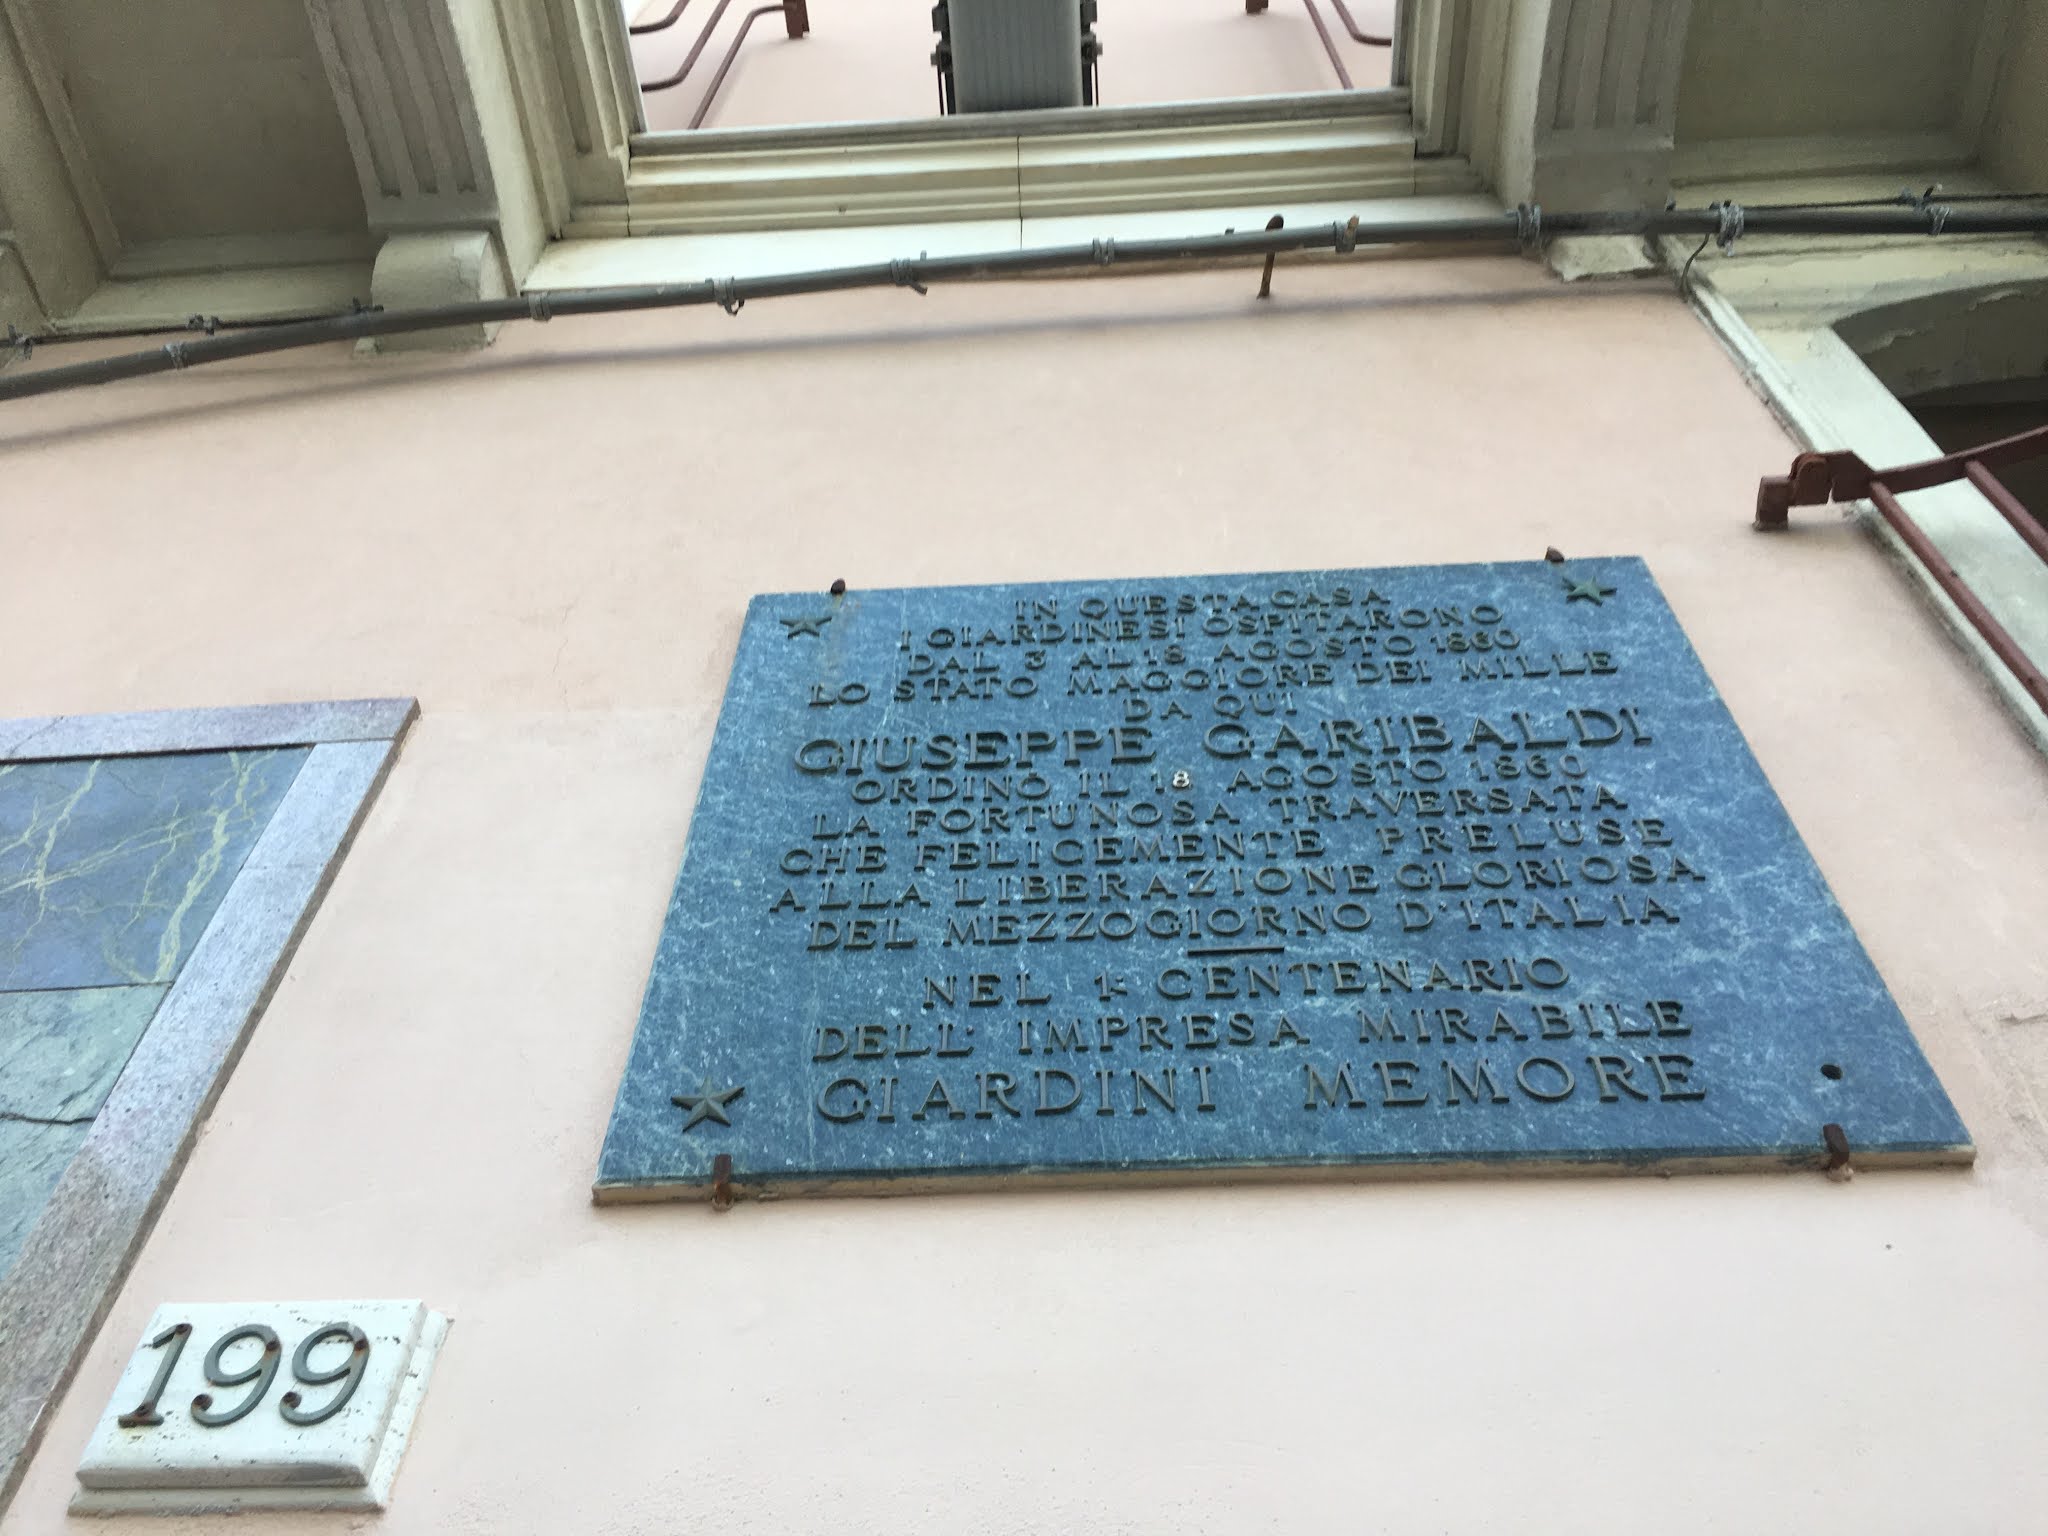 IN QUESTA CASA
I GIARDINESI OSPITARONO
DAL 3 AL 18 AGOSTO 1860
LO STATO MAGGIORE DEI MILLE
DA QUI
GIUSEPPE GARIBALDI
ORDINÒ IL 18 AGOSTO 1860
LA FORTUNOSA TRAVERSATA
CHE FELICEMENTE PRELUSE
ALLA LIBERAZIONE GLORIOSA
DEL MEZZOGIORNO D'ITALIA
NEL 1: CENTENARIO
DELL' IMPRESA MIRABILE
GIARDINI MEMORE
199